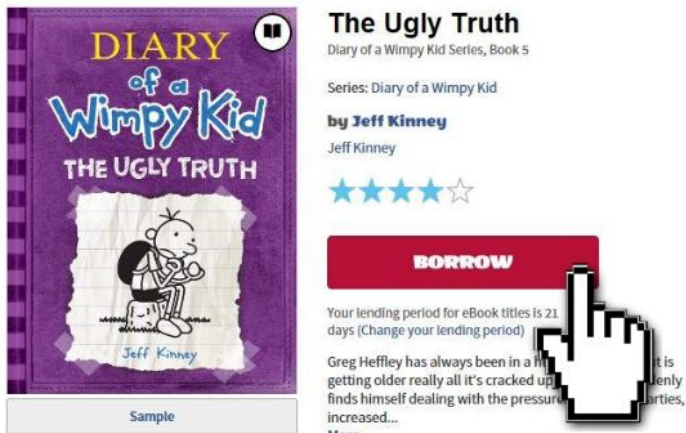 DIARY
of a
Wimpy Kid
THE UGLY TRUTH
Jeff Kinney
Sample
The Ugly Truth
Diary of a Wimpy Kid Series, Book 5
Series: Diary of a Wimpy Kid
by Jeff Kinney
Jeff Kinney
BORROW
Your lending period for eBook titles is 21
days (Change your lending period)
Greg Heffley has always been in a is
getting older really all it's cracked up
finds himself dealing with the pressure
increased...